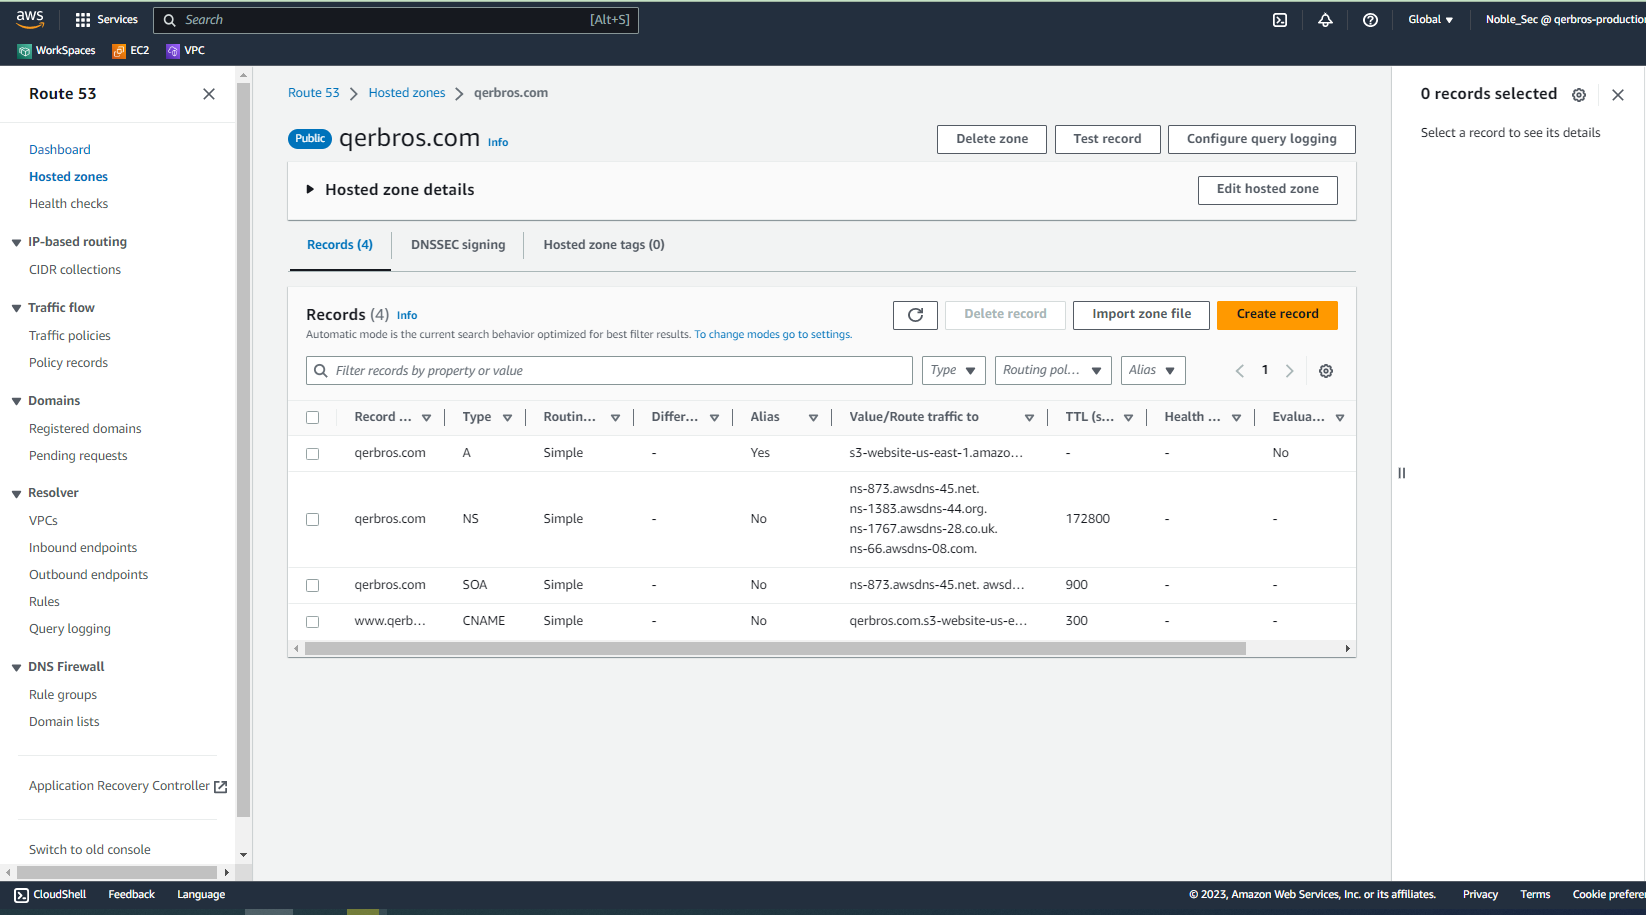 aws
Services
Search
[Alt+S]
Global
Noble_Sec @ qerbros-production
WorkSpaces
EC2
VPC
Route 53
Dashboard
Hosted zones
Health checks
IP-based routing
CIDR collections
Traffic flow
Traffic policies
Policy records
Domains
Registered domains
Pending requests
Resolver
VPCs
Inbound endpoints
Outbound endpoints
Rules
Query logging
DNS Firewall
Rule groups
Domain lists
Application Recovery Controller
Switch to old console
Route 53 Hosted zones qerbros.com
Public qerbros.com Info
Delete zone
Test record
Configure query logging
Hosted zone details
Edit hosted zone
Records (4)
DNSSEC signing
Hosted zone tags (0)
Records (4) Info
Automatic mode is the current search behavior optimized for best filter results. To change modes go to settings.
Delete record
Import zone file
Create record
Filter records by property or value
Type
Routing pol...
Alias
1
Record ... Type Routin... Differ... Alias Value/Route traffic to TTL (s... Health ... Evalua...
qerbros.com A Simple - Yes s3-website-us-east-1.amazo... - - No
qerbros.com NS Simple - No ns-873.awsdns-45.net. 172800 - -
ns-1383.awsdns-44.org.
ns-1767.awsdns-28.co.uk.
ns-66.awsdns-08.com.
qerbros.com SOA Simple - No ns-873.awsdns-45.net. awsd... 900 - -
www.qerb... CNAME Simple - No qerbros.com.s3-website-us-e... 300 - -
0 records selected
Select a record to see its details
CloudShell
Feedback
Language
© 2023, Amazon Web Services, Inc. or its affiliates.
Privacy
Terms
Cookie prefere